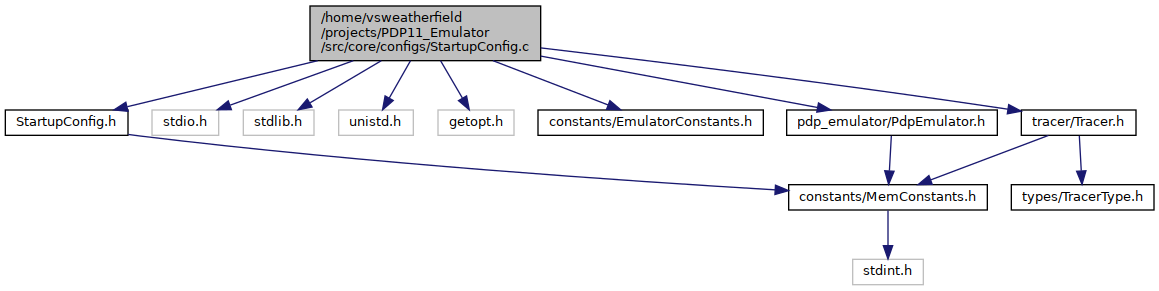 /home/vsweatherfield
/projects/PDP11_Emulator
/src/core/configs/StartupConfig.c
StartupConfig.h
stdio.h
stdlib.h
unistd.h
getopt.h
constants/EmulatorConstants.h
pdp_emulator/PdpEmulator.h
tracer/Tracer.h
constants/MemConstants.h
types/TracerType.h
stdint.h